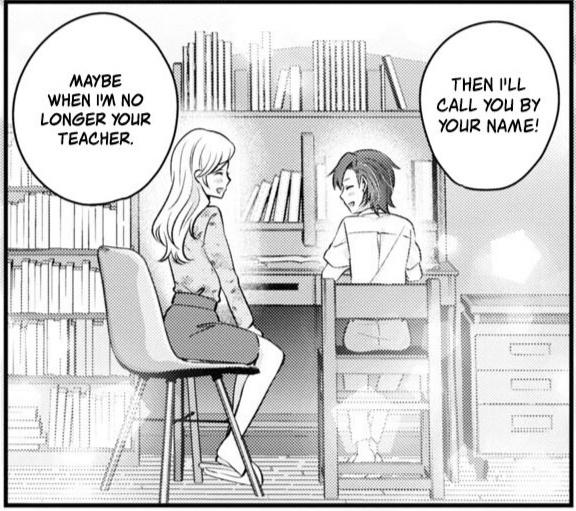 THEN I'LL
CALL YOU BY
YOUR NAME!
MAYBE
WHEN I'M NO
LONGER YOUR
TEACHER.